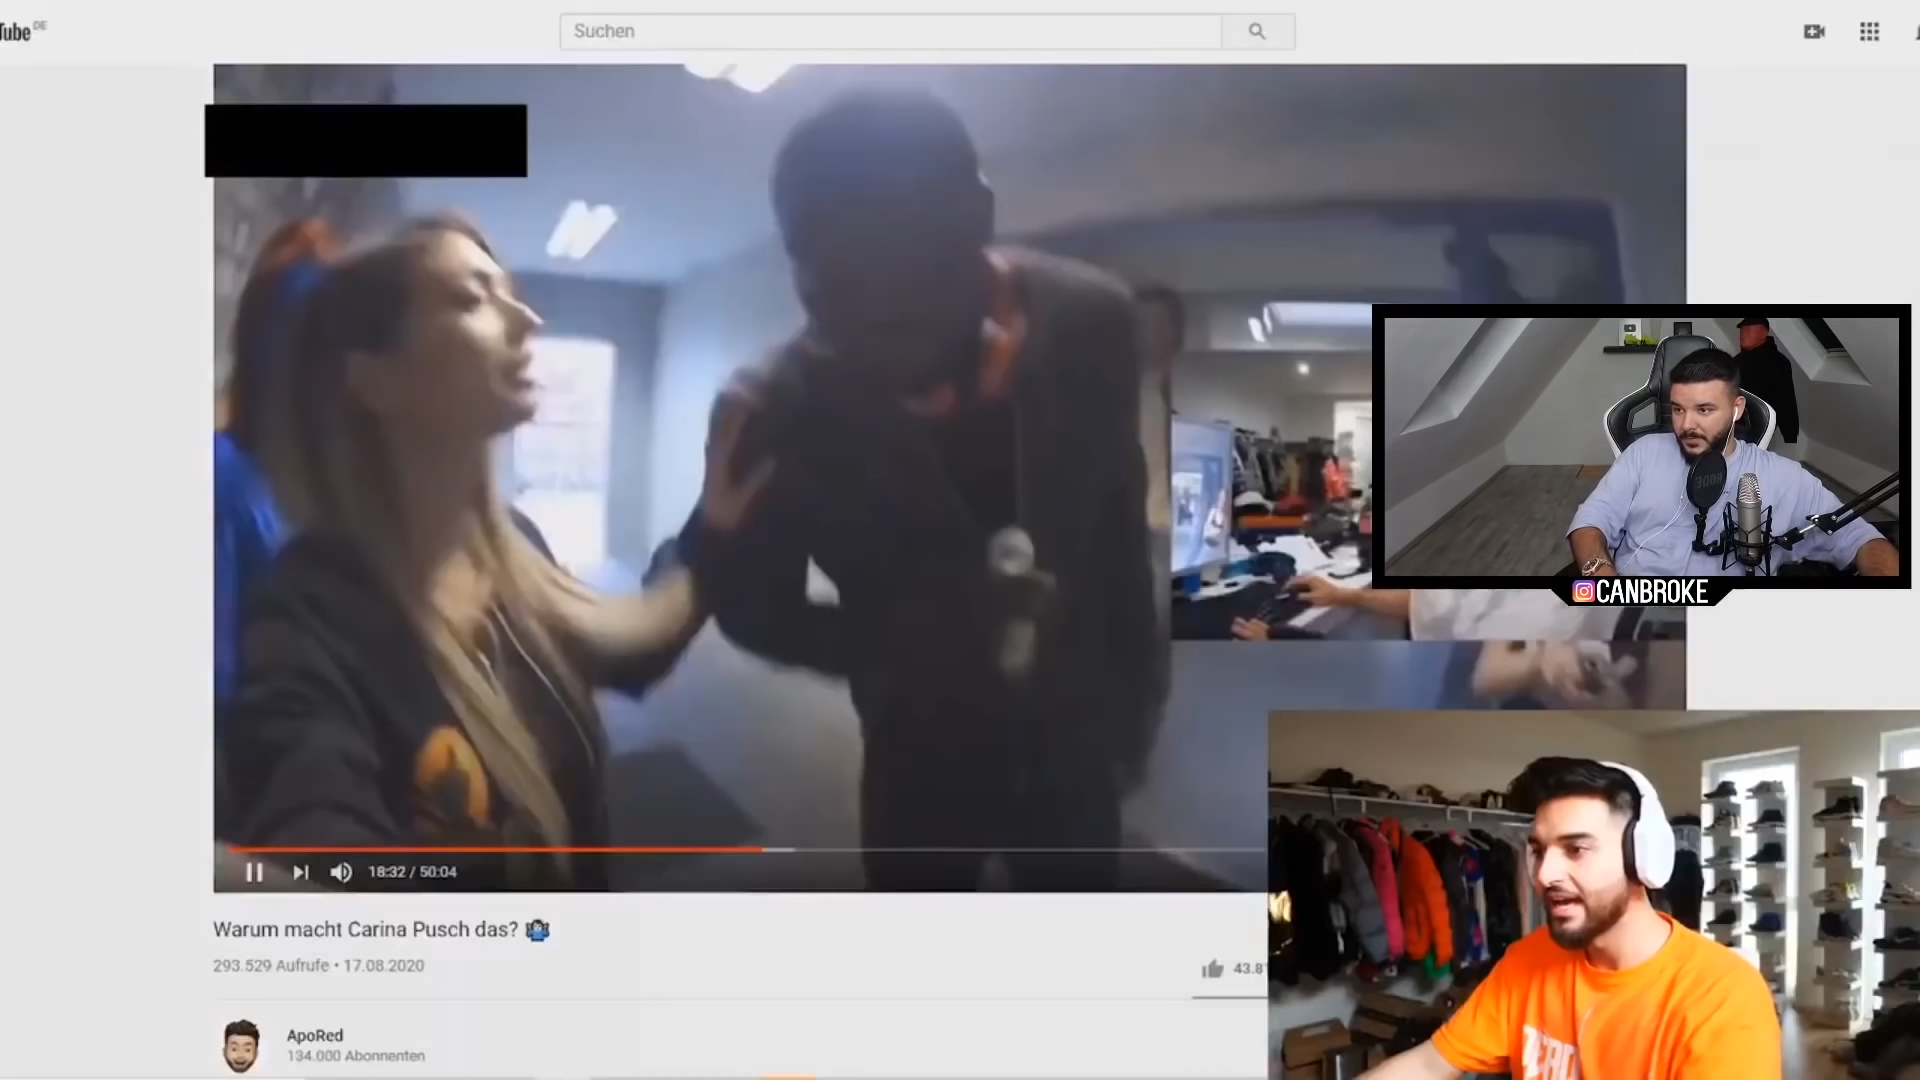 Tube DE
Suchen
RODE
CANBROKE
18:32 / 50:04
Warum macht Carina Pusch das?
293.529 Aufrufe • 17.08.2020
ApoRed
134.000 Abonnenten